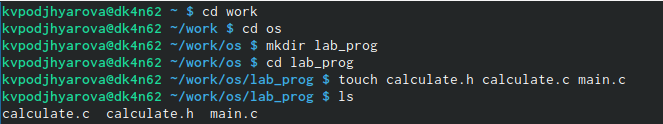 kvpodjhyarova@dk4n62 ~ $ cd work
kvpodjhyarova@dk4n62 ~/work $ cd os
kvpodjhyarova@dk4n62 ~/work/os $ mkdir lab_prog
kvpodjhyarova@dk4n62 ~/work/os $ cd lab_prog
kvpodjhyarova@dk4n62 ~/work/os/lab_prog $ touch calculate.h calculate.c main.c
kvpodjhyarova@dk4n62 ~/work/os/lab_prog $ ls
calculate.c  calculate.h  main.c